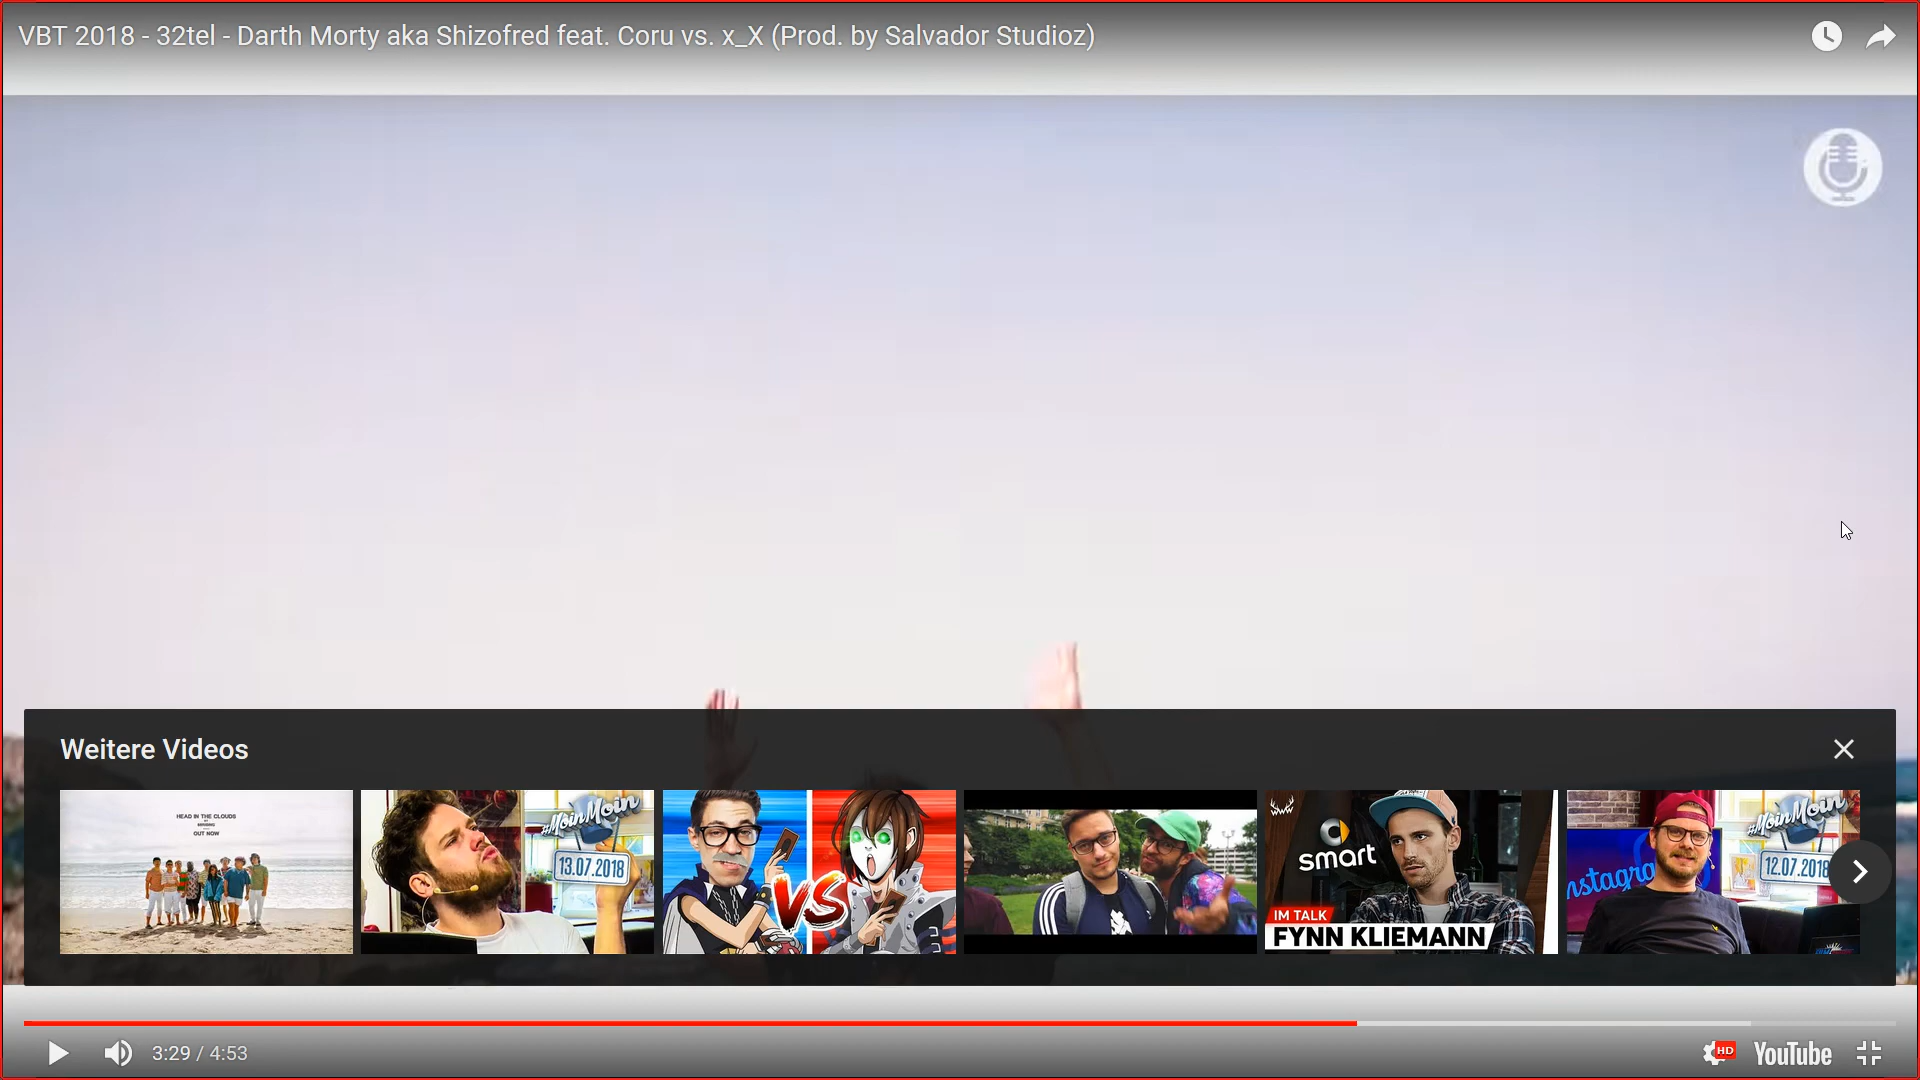 VBT 2018 - 32tel - Darth Morty aka Shizofred feat. Coru vs. x_X (Prod. by Salvador Studioz)
Weitere Videos
HEAD IN THE CLOUDS
OUT NOW
#MoinMoin
13.07.2018
VS
smart
IM TALK
FYNN KLIEMANN
nstagra
#MoinMoin
12.07.2018
3:29 / 4:53
HD
YouTube